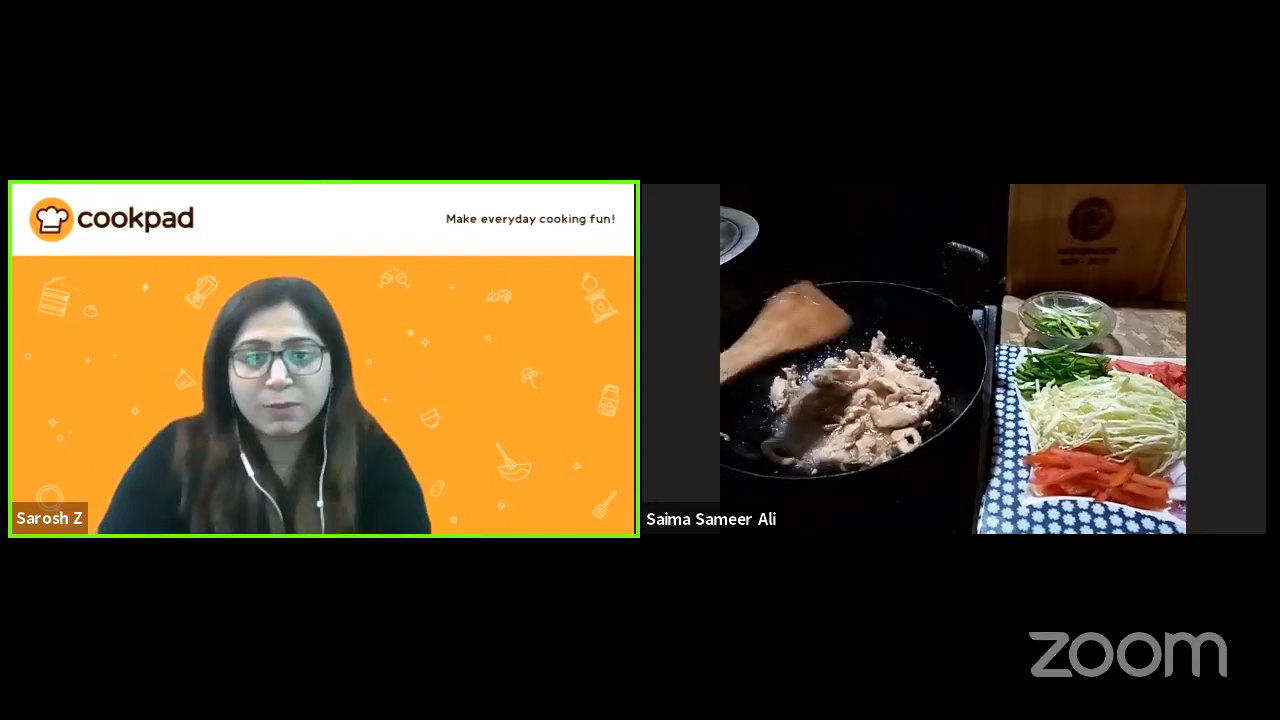 cookpad
Make everyday cooking fun!
Sarosh Z
Saima Sameer Ali
zoom